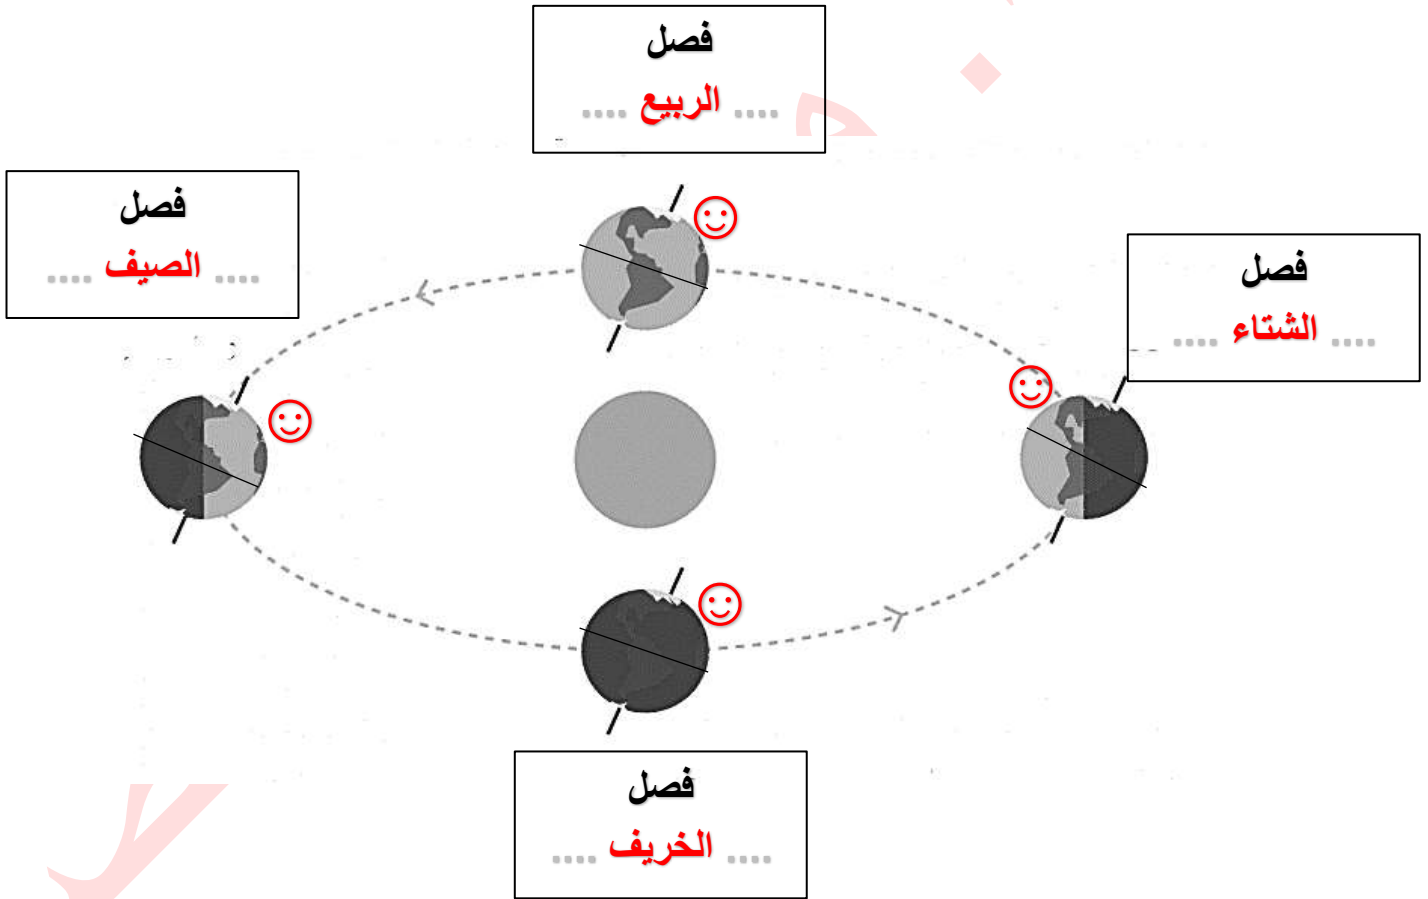 فصل
.... الربيع ....
فصل
.... الصيف ....
فصل
.... الشتاء ....
فصل
.... الخريف ....